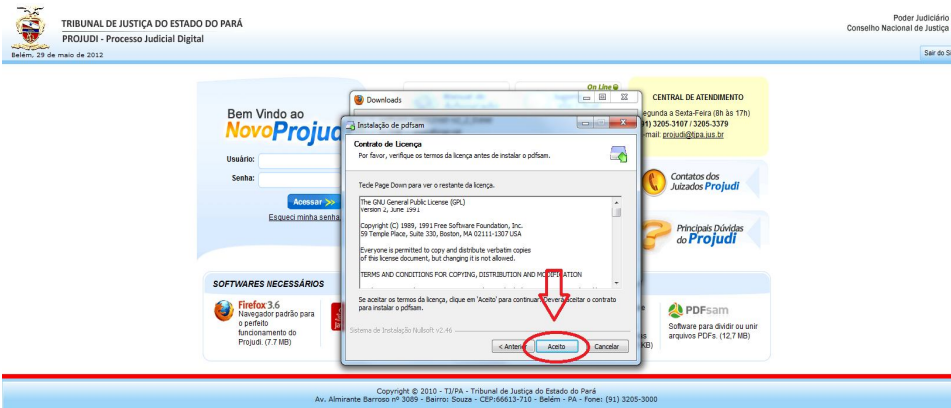 TRIBUNAL DE JUSTIÇA DO ESTADO DO PARÁ
PROJUDI - Processo Judicial Digital
Belém, 29 de maio de 2012
Poder Judiciário
Conselho Nacional de Justiça
Sair do Si
Bem Vindo ao
NovoProjud
Usuário:
Senha:
Acessar >>
Esqueci minha senha
On Line
Downloads
CENTRAL DE ATENDIMENTO
egunda a Sexta-Feira (8h às 17h)
1) 3205-3107 / 3205-3379
mail: projudi@tjpa.jus.br
Contatos dos
Juizados Projudi
Principais Dúvidas
do Projudi
Instalação de pdfsam
Contrato de Licença
Por favor, verifique os termos da licença antes de instalar o pdfsam.
Tecle Page Down para ver o restante da licença.
The GNU General Public License (GPL)
Version 2, June 1991
Copyright (C) 1989, 1991 Free Software Foundation, Inc.
59 Temple Place, Suite 330, Boston, MA 02111-1307 USA
Everyone is permitted to copy and distribute verbatim copies
of this license document, but changing it is not allowed.
TERMS AND CONDITIONS FOR COPYING, DISTRIBUTION AND MODIFICATION
Se aceitar os termos da licença, clique em 'Aceito' para continuar. Deverá aceitar o contrato
para instalar o pdfsam.
Sistema de Instalação Nullsoft v2.46
< Anterior
Aceito
Cancelar
SOFTWARES NECESSÁRIOS
Firefox 3.6
Navegador padrão para
o perfeito
funcionamento do
Projudi. (7.7 MB)
PDFsam
Software para dividir ou unir
arquivos PDFs. (12,7 MB)
KB)
Copyright © 2010 - TJ/PA - Tribunal de Justiça do Estado do Pará
Av. Almirante Barroso nº 3089 - Bairro: Souza - CEP:66613-710 - Belém - PA - Fone: (91) 3205-3000